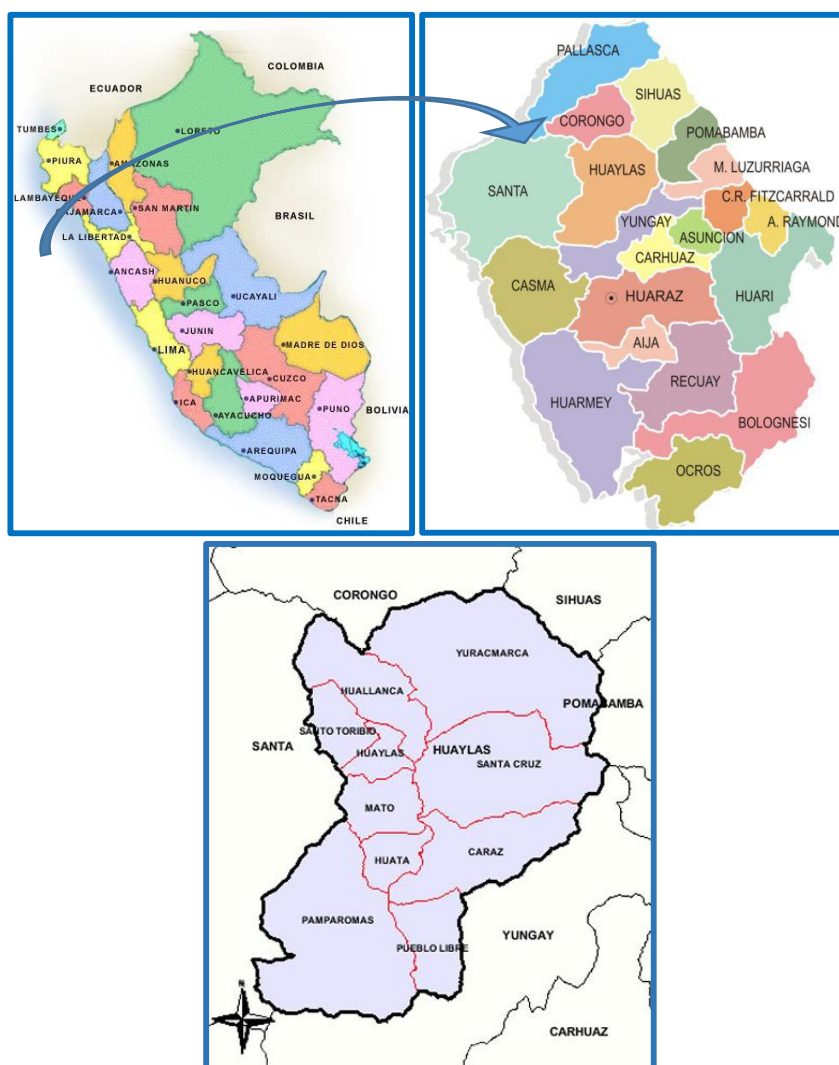 COLOMBIA
ECUADOR
TUMBES
LORETO
PIURA
AMAZONAS
LAMBAYEQUE
CAJAMARCA
SAN MARTIN
BRASIL
LA LIBERTAD
ANCASH
HUANUCO
PASCO
UCAYALI
JUNIN
LIMA
MADRE DE DIOS
HUANCAVELICA
CUZCO
ICA
APURIMAC
PUNO
AYACUCHO
BOLIVIA
AREQUIPA
MOQUEGUA
TACNA
CHILE
PALLASCA
SIHUAS
CORONGO
POMABAMBA
HUAYLAS
M. LUZURRIAGA
SANTA
C.R. FITZCARRALD
YUNGAY
A. RAYMOND
ASUNCION
CARHUAZ
CASMA
HUARAZ
HUARI
AIJA
RECUAY
HUARMEY
BOLOGNESI
OCROS
CORONGO
SIHUAS
YURACMARCA
HUALLANCA
POMABAMBA
SANTO TORIBIO
SANTA
HUAYLAS
HUAYLAS
SANTA CRUZ
MATO
CARAZ
HUATA
PAMPAROMAS
YUNGAY
PUEBLO LIBRE
N
CARHUAZ